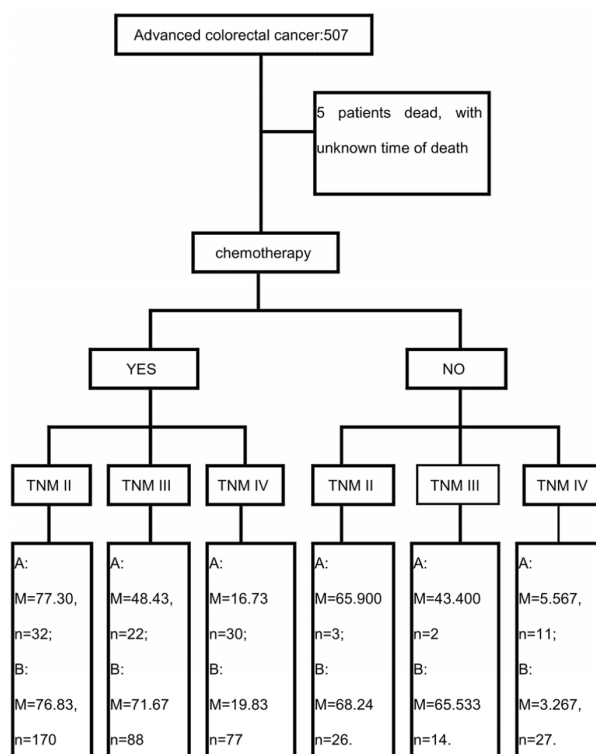 Advanced colorectal cancer:507
5 patients dead, with
unknown time of death
chemotherapy
YES
NO
TNM II
TNM III
TNM IV
TNM II
TNM III
TNM IV
A:
M=77.30,
n=32;
B:
M=76.83,
n=170
A:
M=48.43,
n=22;
B:
M=71.67
n=88
A:
M=16.73
n=30;
B:
M=19.83
n=77
A:
M=65.900
n=3;
B:
M=68.24
n=26.
A:
M=43.400
n=2
B:
M=65.533
n=14.
A:
M=5.567,
n=11;
B:
M=3.267,
n=27.